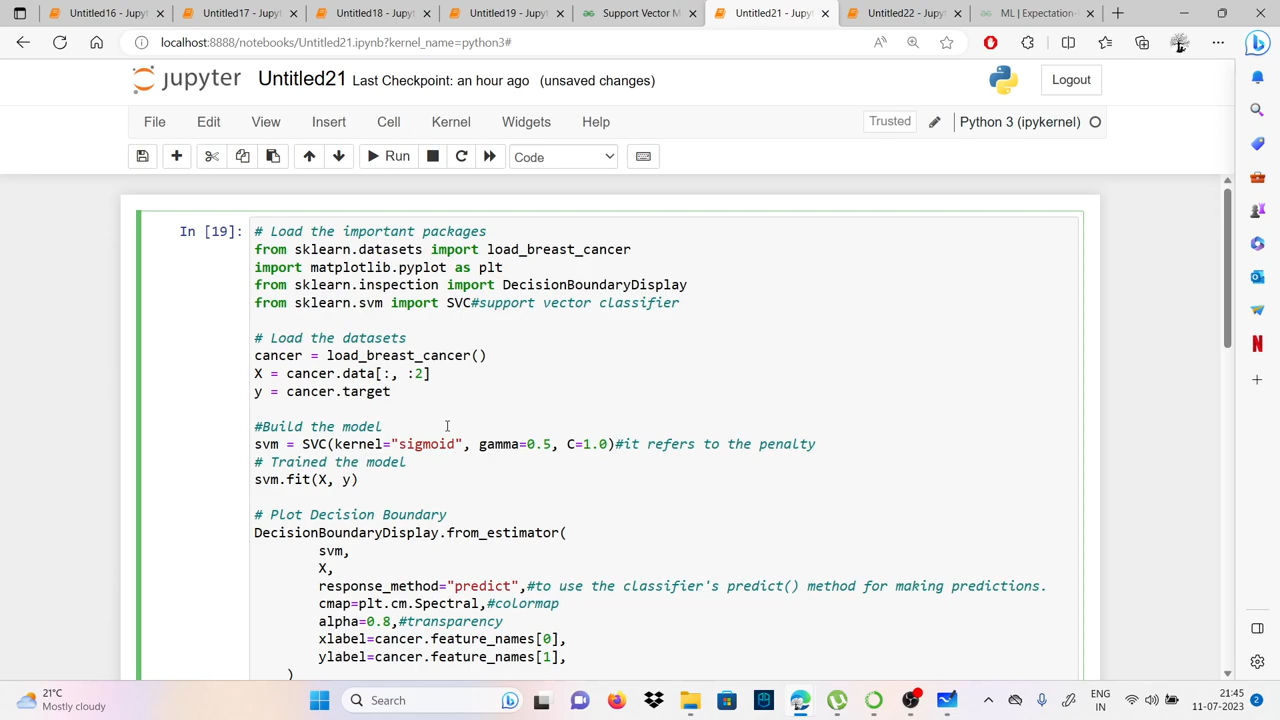 Untitled16 - Jupyte
Untitled17 - Jupyte
Untitled18 - Jupyte
Untitled19 - Jupyte
Support Vector M
Untitled21 - Jupyte
Untitled22 - Jupyte
ML | Expectation-
localhost:8888/notebooks/Untitled21.ipynb?kernel_name=python3#
jupyter Untitled21 Last Checkpoint: an hour ago (unsaved changes)
Logout
File Edit View Insert Cell Kernel Widgets Help
Trusted
Python 3 (ipykernel)
Run
Code
In [19]:
# Load the important packages
from sklearn.datasets import load_breast_cancer
import matplotlib.pyplot as plt
from sklearn.inspection import DecisionBoundaryDisplay
from sklearn.svm import SVC#support vector classifier
# Load the datasets
cancer = load_breast_cancer()
X = cancer.data[:, :2]
y = cancer.target
#Build the model
svm = SVC(kernel="sigmoid", gamma=0.5, C=1.0)#it refers to the penalty
# Trained the model
svm.fit(X, y)
# Plot Decision Boundary
DecisionBoundaryDisplay.from_estimator(
svm,
X,
response_method="predict",#to use the classifier's predict() method for making predictions.
cmap=plt.cm.Spectral,#colormap
alpha=0.8,#transparency
xlabel=cancer.feature_names[0],
ylabel=cancer.feature_names[1],
)
21°C
Mostly cloudy
Search
ENG
IN
21:45
11-07-2023
2